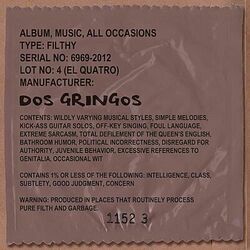 ALBUM, MUSIC, ALL OCCASIONS
TYPE: FILTHY
SERIAL NO: 6969-2012
LOT NO: 4 (EL QUATRO)
MANUFACTURER:
DOS GRINGOS
CONTENTS: WILDLY VARYING MUSICAL STYLES, SIMPLE MELODIES,
KICK-ASS GUITAR SOLOS, OFF-KEY SINGING, FOUL LANGUAGE,
EXTREME SARCASM, TOTAL DEFILEMENT OF THE QUEEN'S ENGLISH,
BATHROOM HUMOR, POLITICAL INCORRECTNESS, DISREGARD FOR
AUTHORITY, JUVENILE BEHAVIOR, EXCESSIVE REFERENCES TO
GENITALIA, OCCASIONAL WIT
CONTAINS 1% OR LESS OF THE FOLLOWING: INTELLIGENCE, CLASS,
SUBTLETY, GOOD JUDGMENT, CONCERN
WARNING: PRODUCED IN PLACES THAT ROUTINELY PROCESS
PURE FILTH AND GARBAGE.
1152 3